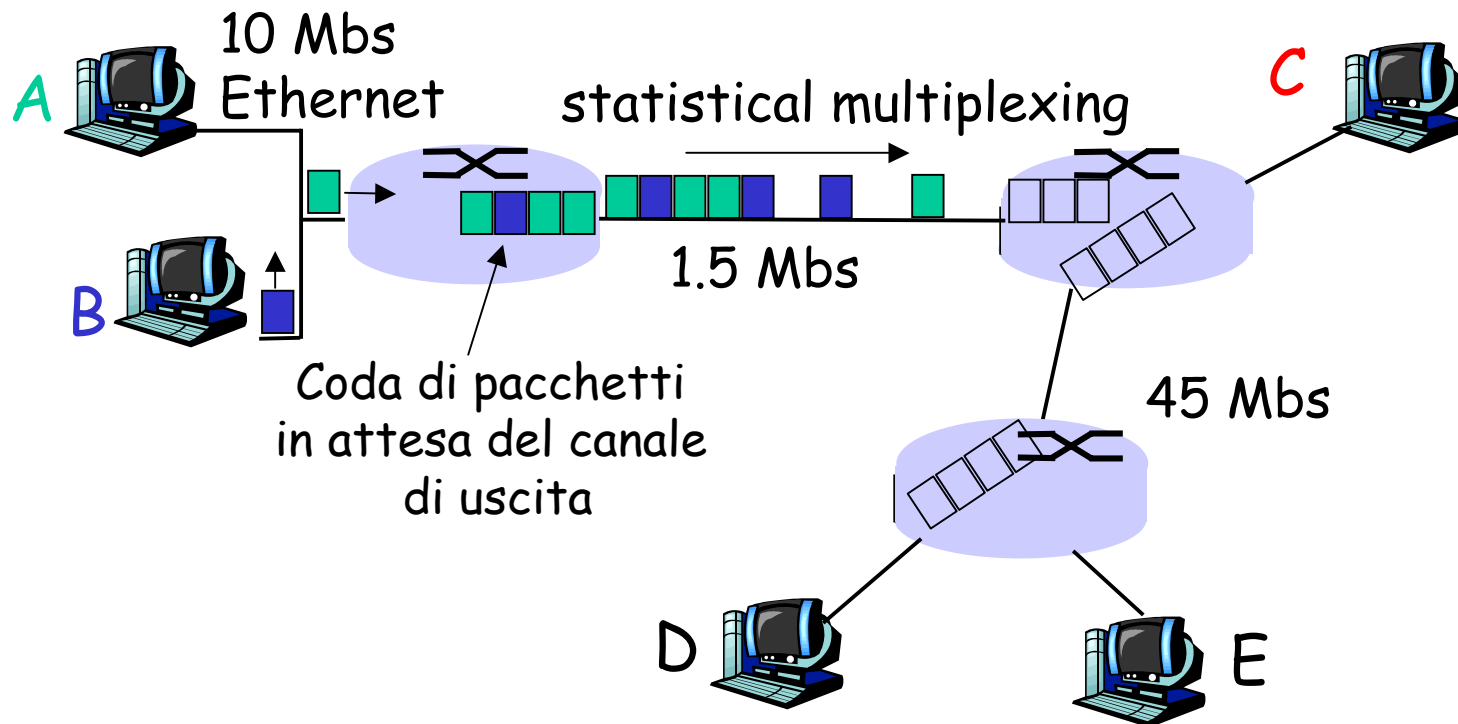 10 Mbs
Ethernet
A
statistical multiplexing
C
1.5 Mbs
B
Coda di pacchetti
in attesa del canale
di uscita
45 Mbs
D
E